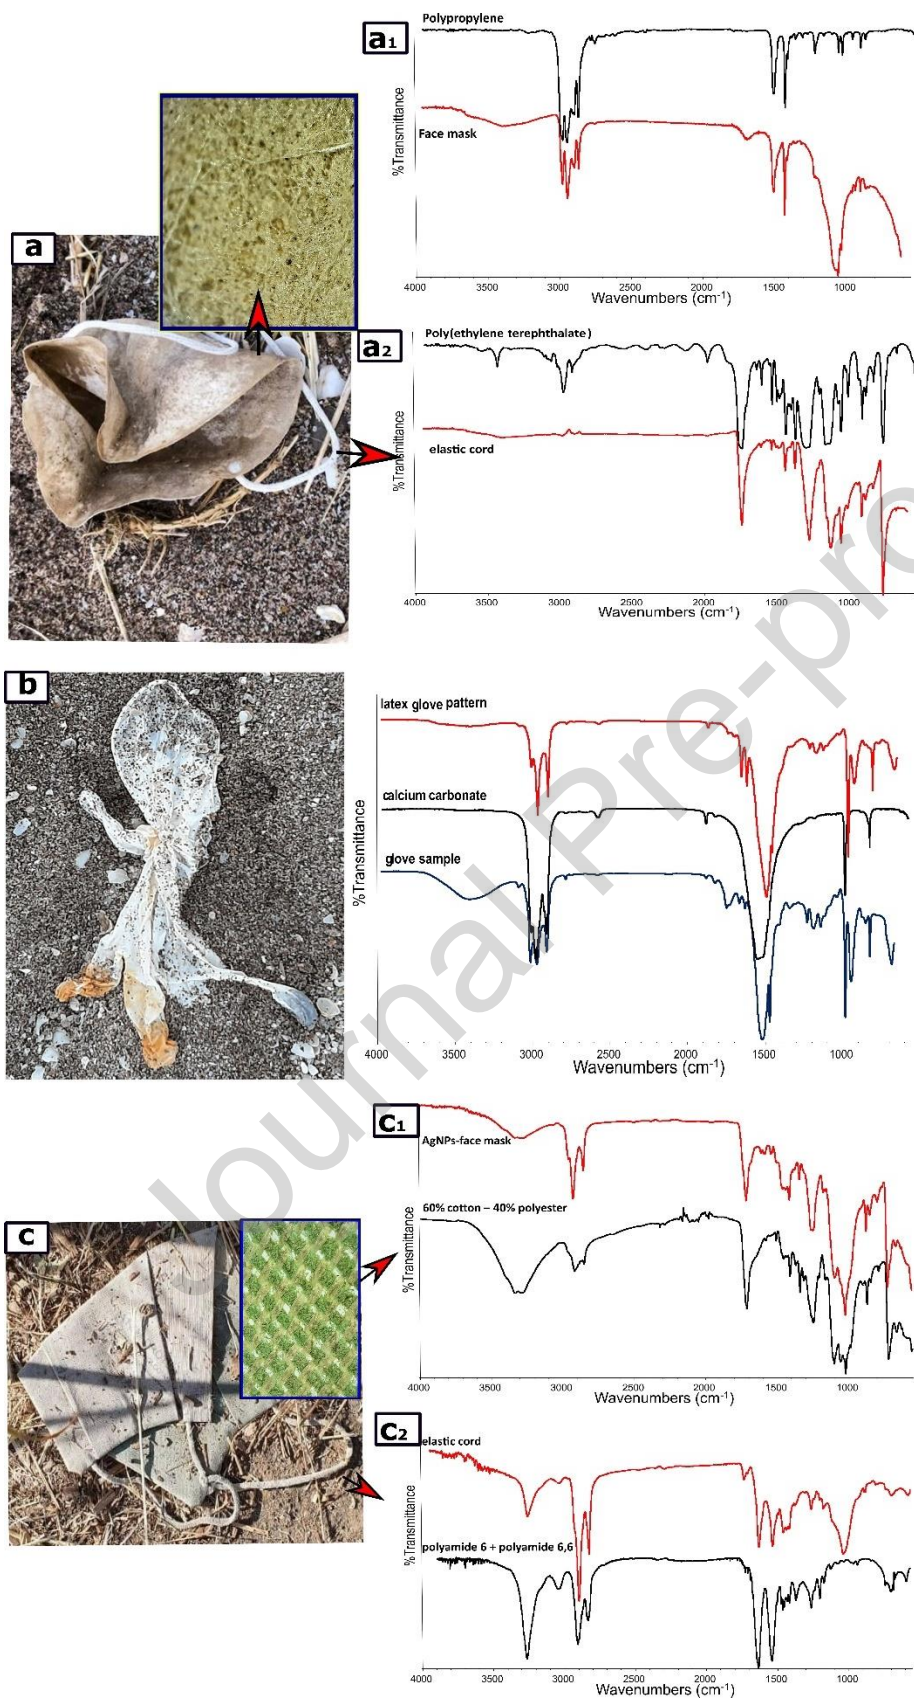 a1
Polypropylene
Face mask
%Transmittance
4000 3500 3000 2500 2000 1500 1000
Wavenumbers (cm-1)
a
a2
Poly(ethylene terephthalate)
elastic cord
%Transmittance
4000 3500 3000 2500 2000 1500 1000
Wavenumbers (cm-1)
b
latex glove pattern
calcium carbonate
glove sample
%Transmittance
4000 3500 3000 2500 2000 1500 1000
Wavenumbers (cm-1)
c1
AgNPs-face mask
60% cotton – 40% polyester
%Transmittance
4000 3500 3000 2500 2000 1500 1000
Wavenumbers (cm-1)
c
c2
elastic cord
polyamide 6 + polyamide 6,6
%Transmittance
4000 3500 3000 2500 2000 1500 1000
Wavenumbers (cm-1)
Journal Pre-pro